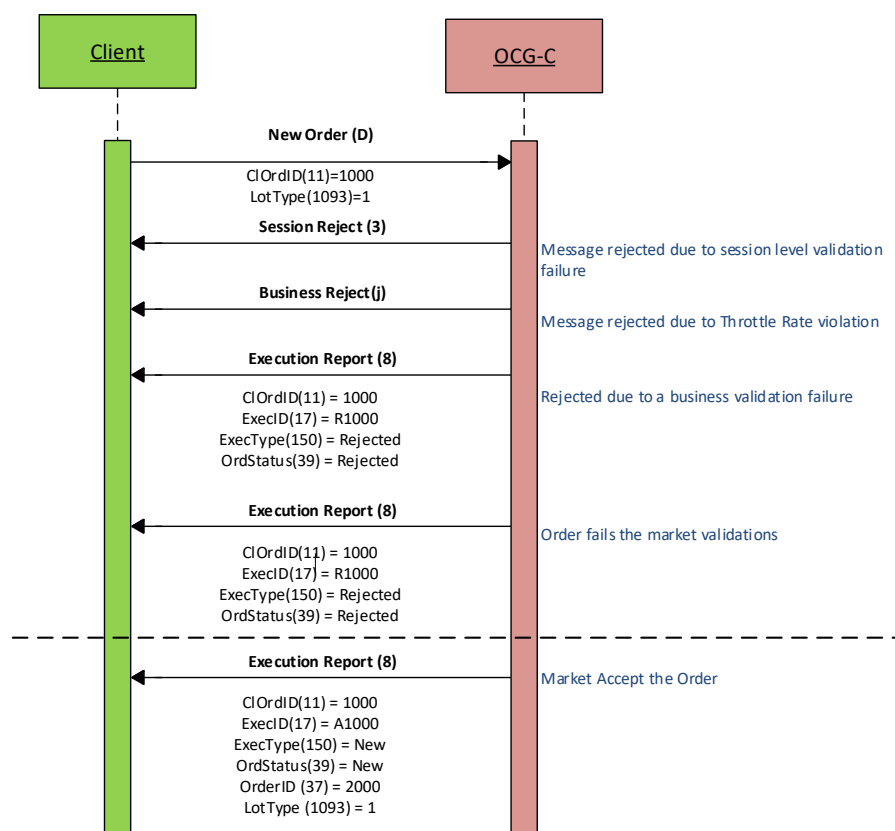 Client
OCG-C
New Order (D)
ClOrdID(11)=1000
LotType(1093)=1
Session Reject (3)
Message rejected due to session level validation
failure
Business Reject(j)
Message rejected due to Throttle Rate violation
Execution Report (8)
Rejected due to a business validation failure
ClOrdID(11) = 1000
ExecID(17) = R1000
ExecType(150) = Rejected
OrdStatus(39) = Rejected
Execution Report (8)
Order fails the market validations
ClOrdID(11) = 1000
ExecID(17) = R1000
ExecType(150) = Rejected
OrdStatus(39) = Rejected
Execution Report (8)
Market Accept the Order
ClOrdID(11) = 1000
ExecID(17) = A1000
ExecType(150) = New
OrdStatus(39) = New
OrderID (37) = 2000
LotType (1093) = 1